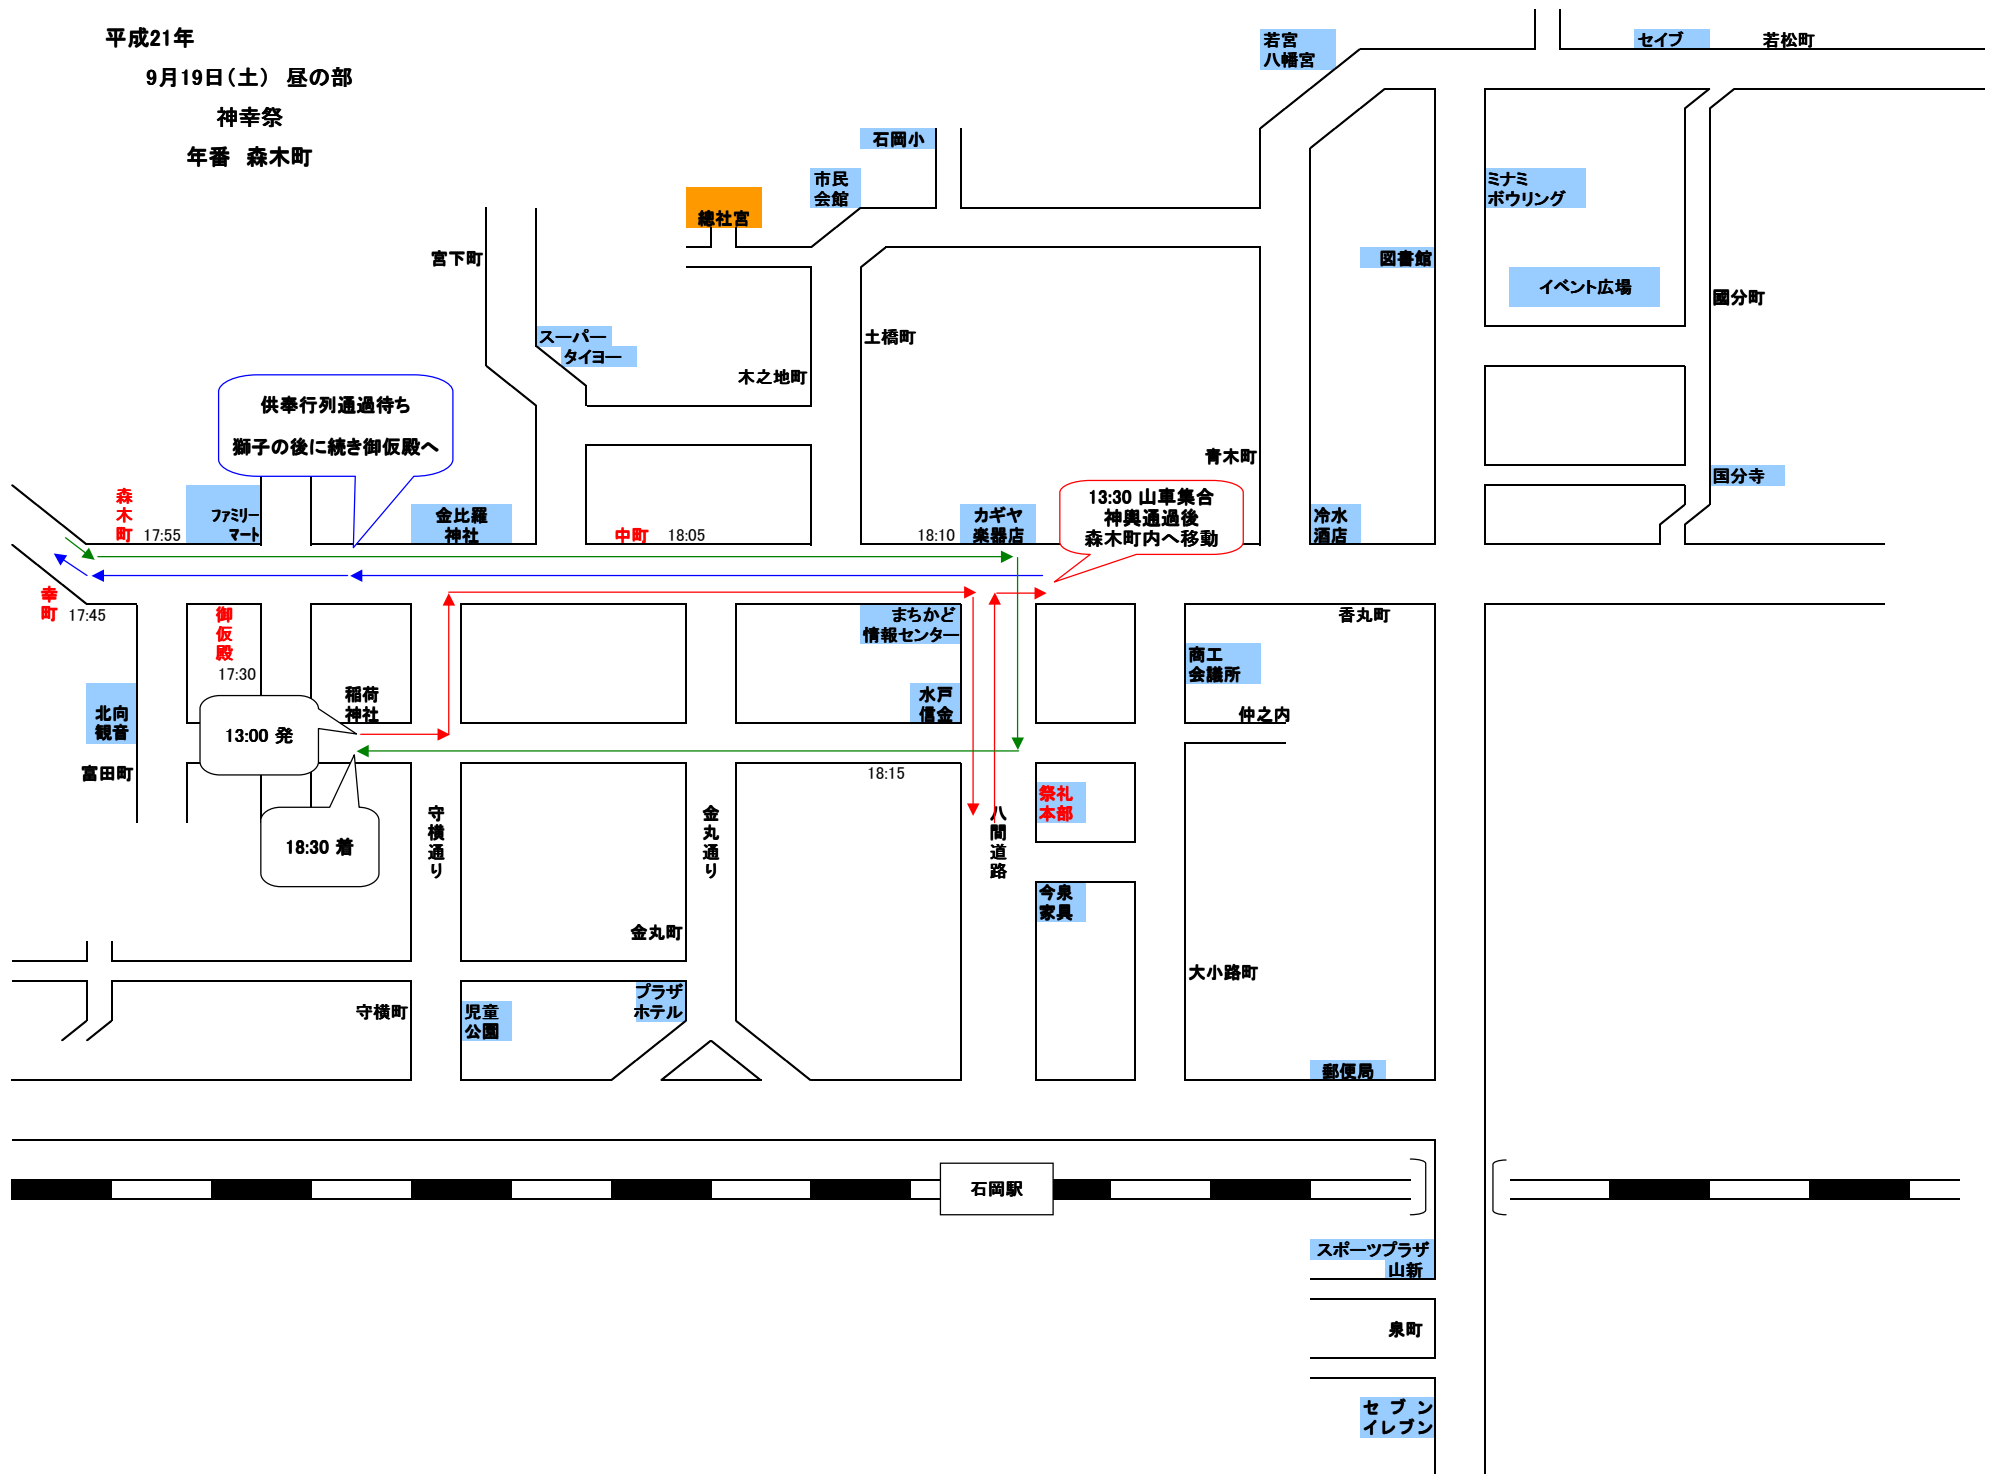 平成21年
9月19日(土) 昼の部
神幸祭
年番 森木町
若宮
八幡宮
セイブ
若松町
石岡小
市民
会館
ミナミ
ボウリング
總社宮
宮下町
図書館
イベント広場
國分町
スーパー
タイヨー
土橋町
木之地町
供奉行列通過待ち
獅子の後に続き御仮殿へ
青木町
国分寺
森木町
17:55
ファミリー
マート
金比羅
神社
中町 18:05
18:10
カギヤ
楽器店
13:30 山車集合
神輿通過後
森木町内へ移動
冷水
酒店
幸町
17:45
御仮殿
17:30
まちかど
情報センター
香丸町
商工
会議所
北向
観音
稲荷
神社
水戸
信金
仲之内
13:00 発
富田町
18:15
祭礼
本部
18:30 着
守横通り
金丸通り
八間道路
今泉
家具
金丸町
大小路町
守横町
児童
公園
プラザ
ホテル
郵便局
石岡駅
スポーツプラザ
山新
泉町
セブン
イレブン